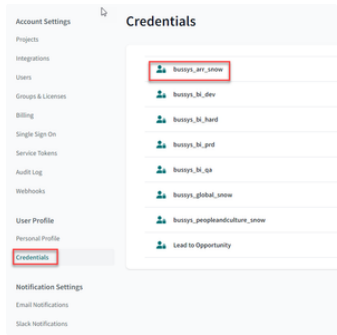 Account Settings
Projects
Integrations
Users
Groups & Licenses
Billing
Single Sign On
Service Tokens
Audit Log
Webhooks
User Profile
Personal Profile
Credentials
Notification Settings
Email Notifications
Slack Notifications
Credentials
bussys_arr_snow
bussys_bi_dev
bussys_bi_hard
bussys_bi_prd
bussys_bi_qa
bussys_global_snow
bussys_peopleandculture_snow
Lead to Opportunity